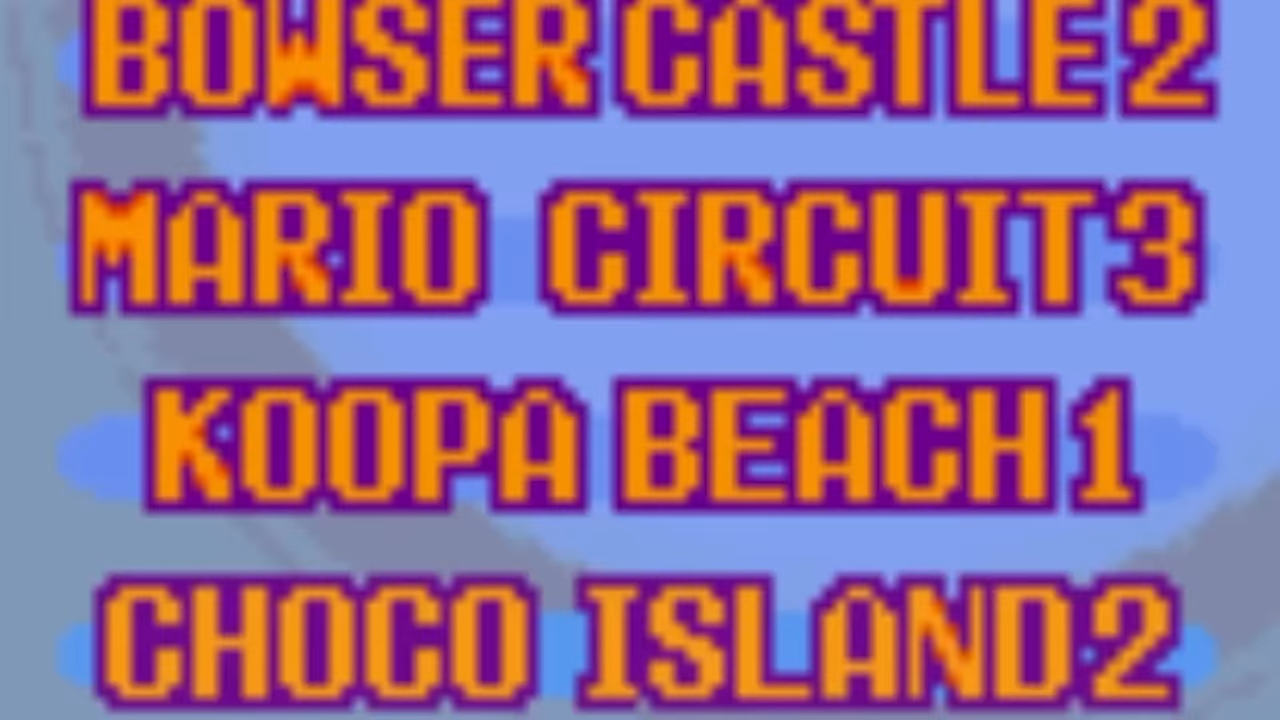 BOWSER CASTLE 2
MARIO CIRCUIT 3
KOOPA BEACH 1
CHOCO ISLAND 2